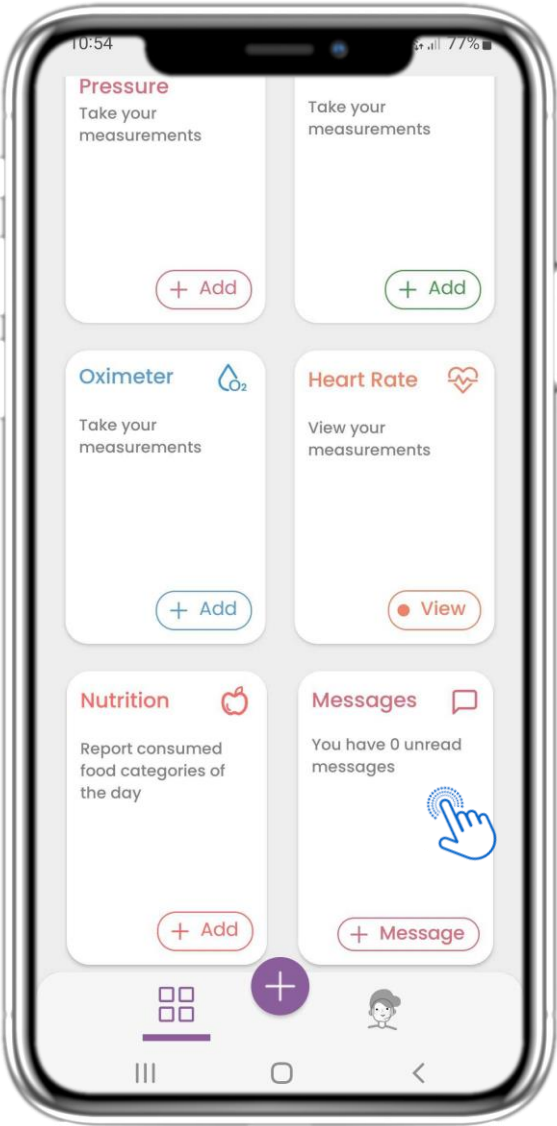 10:54
77%
Pressure
Take your
measurements
Take your
measurements
+ Add
+ Add
Oximeter
O2
Take your
measurements
Heart Rate
View your
measurements
+ Add
View
Nutrition
Report consumed
food categories of
the day
Messages
You have 0 unread
messages
+ Add
+ Message